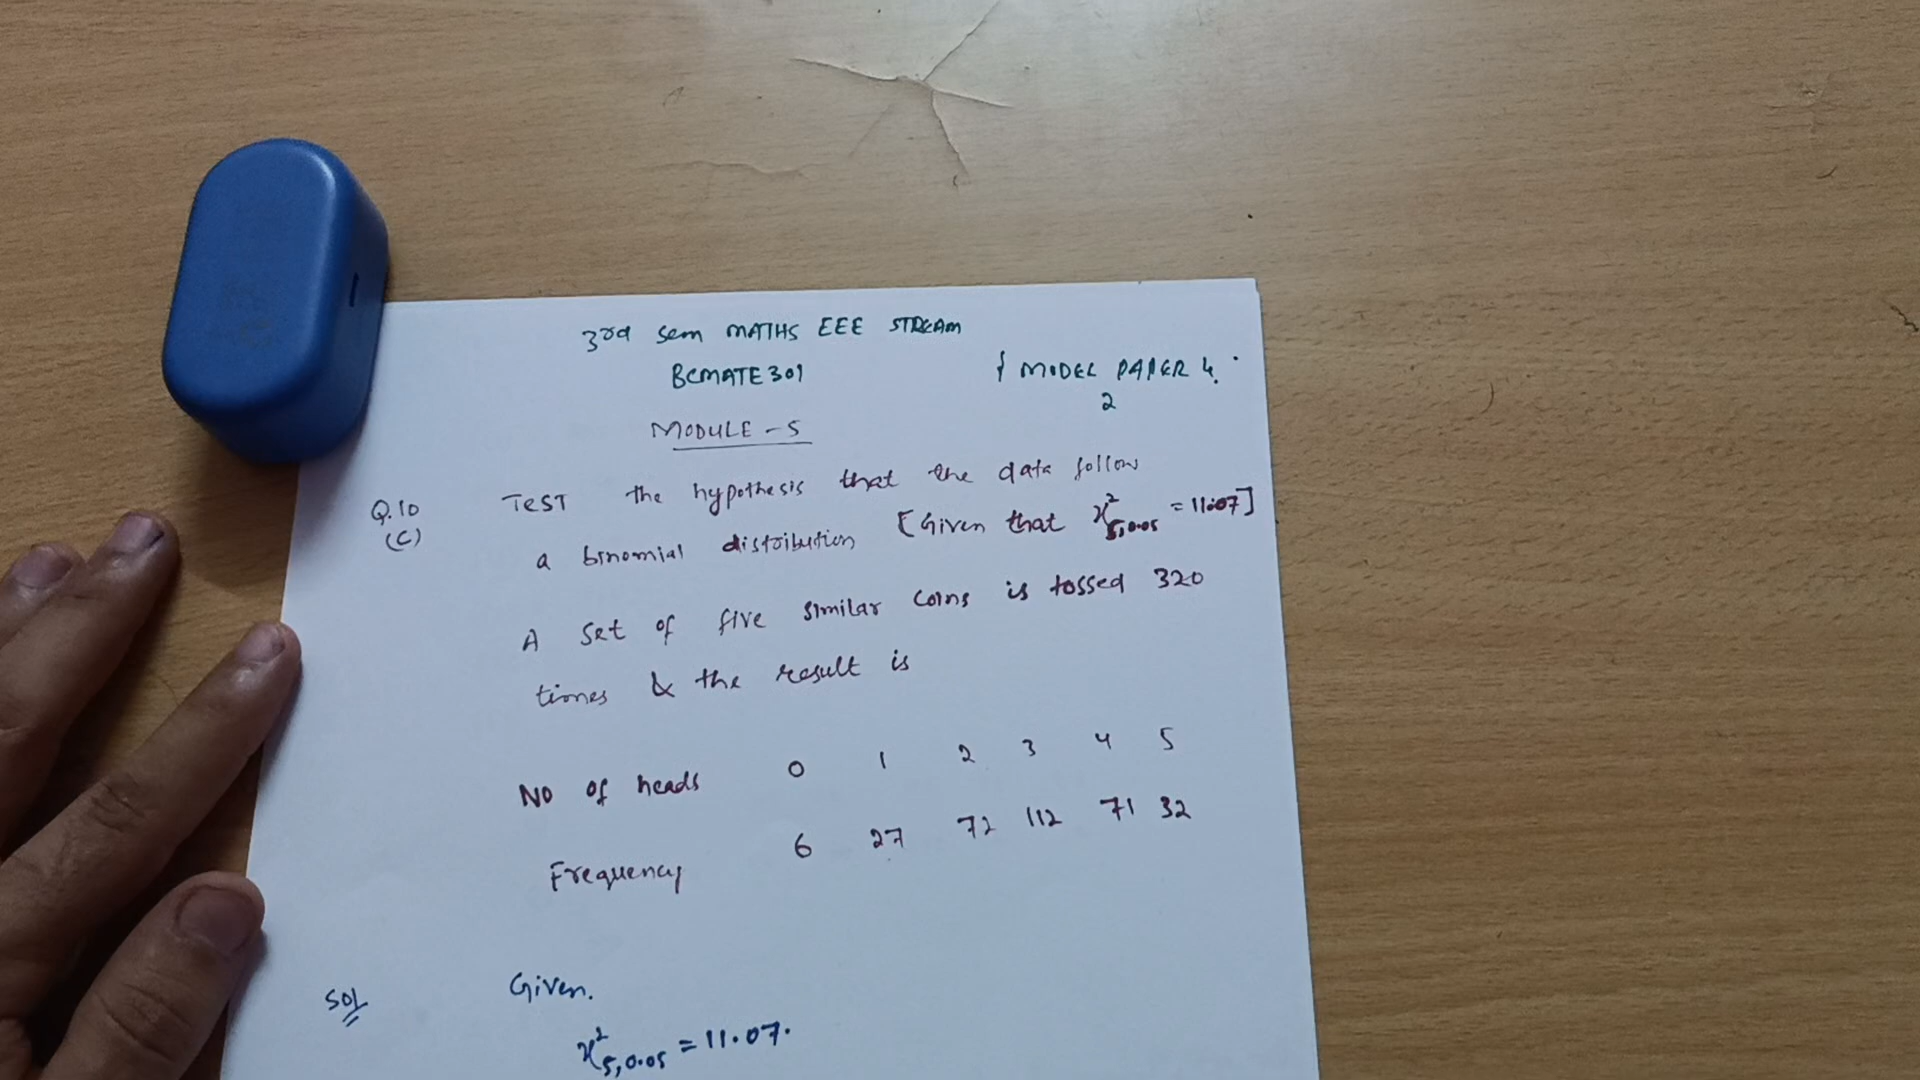 3rd Sem MATHS EEE STREAM
BCMATE301 { MODEL PAPER 4.
2
MODULE - 5
Q.10 TEST the hypothesis that the data follow
(C) a binomial distribution [Given that χ²5,0.05 = 11.07]
A set of five similar coins is tossed 320
times & the result is
NO of heads 0 1 2 3 4 5
Frequency 6 27 72 112 71 32
Sol Given.
χ²5,0.05 = 11.07.